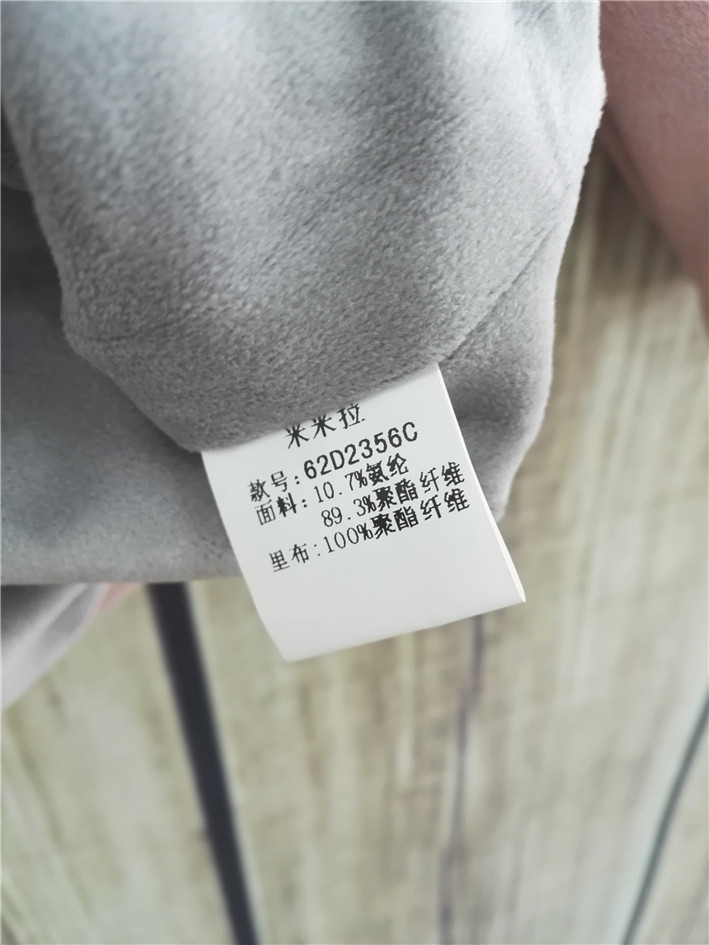 米米拉
款号:62D2356C
面料:10.7%氨纶
89.3%聚酯纤维
里布:100%聚酯纤维